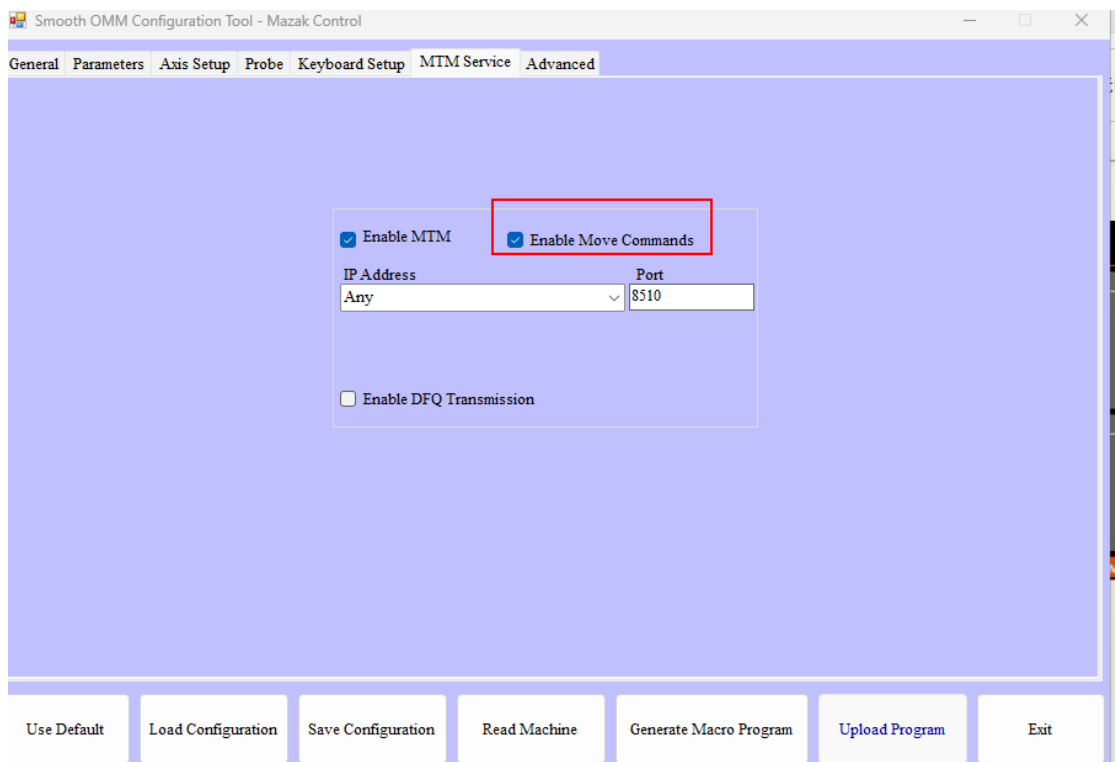 Smooth OMM Configuration Tool - Mazak Control
General Parameters Axis Setup Probe Keyboard Setup MTM Service Advanced
Enable MTM Enable Move Commands
IP Address Port
Any 8510
Enable DFQ Transmission
Use Default Load Configuration Save Configuration Read Machine Generate Macro Program Upload Program Exit